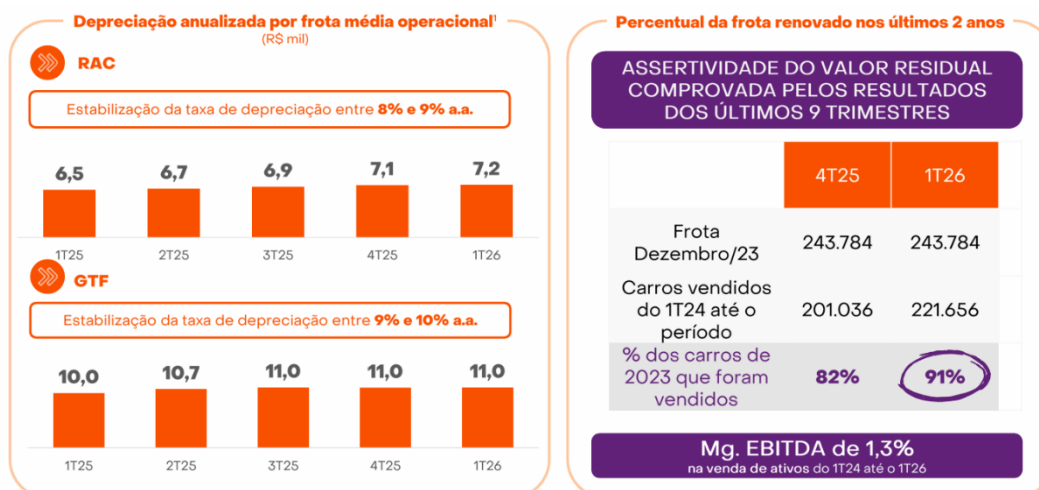 Depreciação anualizada por frota média operacional¹
(R$ mil)
RAC
Estabilização da taxa de depreciação entre 8% e 9% a.a.
6,5 6,7 6,9 7,1 7,2
1T25 2T25 3T25 4T25 1T26
GTF
Estabilização da taxa de depreciação entre 9% e 10% a.a.
10,0 10,7 11,0 11,0 11,0
1T25 2T25 3T25 4T25 1T26
Percentual da frota renovado nos últimos 2 anos
ASSERTIVIDADE DO VALOR RESIDUAL
COMPROVADA PELOS RESULTADOS
DOS ÚLTIMOS 9 TRIMESTRES
4T25 1T26
Frota
Dezembro/23
243.784 243.784
Carros vendidos
do 1T24 até o
período
201.036 221.656
% dos carros de
2023 que foram
vendidos
82% 91%
Mg. EBITDA de 1,3%
na venda de ativos do 1T24 até o 1T26